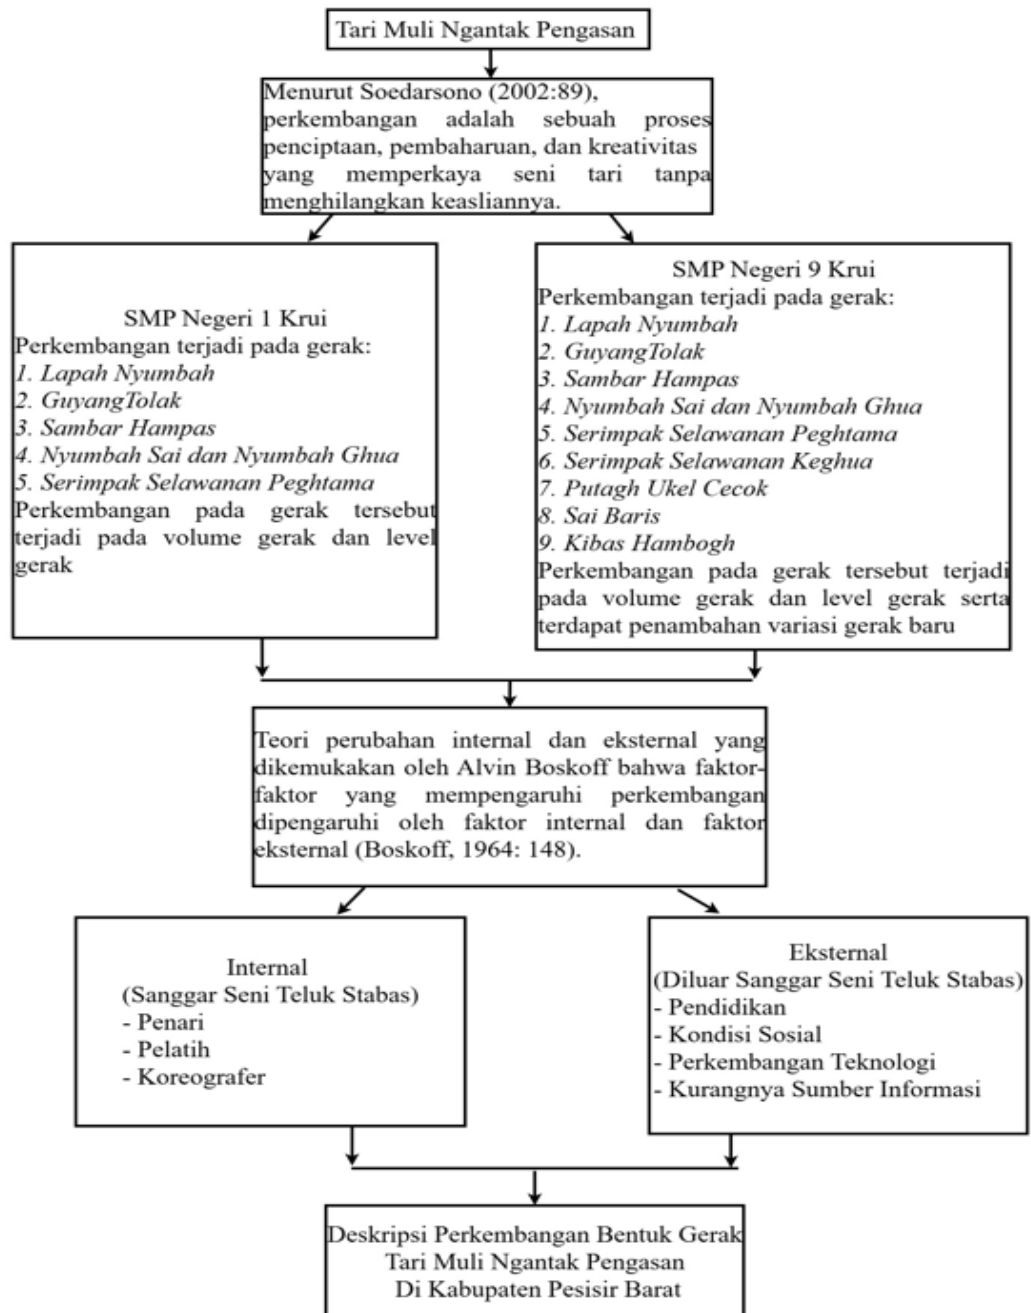 Tari Muli Ngantak Pengasan
Menurut Soedarsono (2002:89),
perkembangan adalah sebuah proses
penciptaan, pembaharuan, dan kreativitas
yang memperkaya seni tari tanpa
menghilangkan keasliannya.
SMP Negeri 1 Krui
Perkembangan terjadi pada gerak:
1. Lapah Nyumbah
2. GuyangTolak
3. Sambar Hampas
4. Nyumbah Sai dan Nyumbah Ghua
5. Serimpak Selawanan Peghtama
Perkembangan pada gerak tersebut
terjadi pada volume gerak dan level
gerak
SMP Negeri 9 Krui
Perkembangan terjadi pada gerak:
1. Lapah Nyumbah
2. GuyangTolak
3. Sambar Hampas
4. Nyumbah Sai dan Nyumbah Ghua
5. Serimpak Selawanan Peghtama
6. Serimpak Selawanan Keghua
7. Putagh Ukel Cecok
8. Sai Baris
9. Kibas Hambogh
Perkembangan pada gerak tersebut terjadi
pada volume gerak dan level gerak serta
terdapat penambahan variasi gerak baru
Teori perubahan internal dan eksternal yang
dikemukakan oleh Alvin Boskoff bahwa faktor-
faktor yang mempengaruhi perkembangan
dipengaruhi oleh faktor internal dan faktor
eksternal (Boskoff, 1964: 148).
Internal
(Sanggar Seni Teluk Stabas)
- Penari
- Pelatih
- Koreografer
Eksternal
(Diluar Sanggar Seni Teluk Stabas)
- Pendidikan
- Kondisi Sosial
- Perkembangan Teknologi
- Kurangnya Sumber Informasi
Deskripsi Perkembangan Bentuk Gerak
Tari Muli Ngantak Pengasan
Di Kabupaten Pesisir Barat